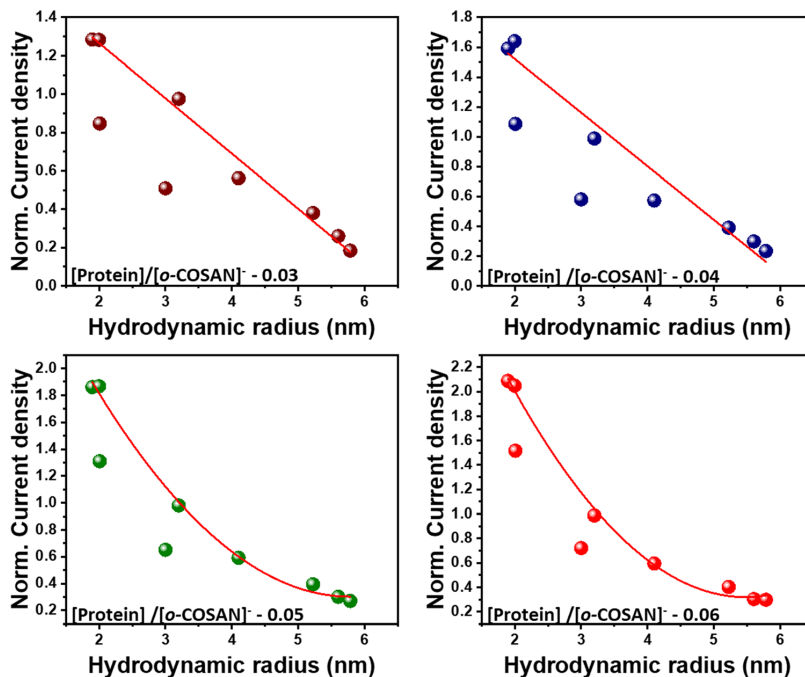 Norm. Current density
1.4
1.2
1.0
0.8
0.6
0.4
0.2
0.0
[Protein]/[o-COSAN]⁻ - 0.03
2 3 4 5 6
Hydrodynamic radius (nm)
Norm. Current density
1.8
1.6
1.4
1.2
1.0
0.8
0.6
0.4
0.2
0.0
[Protein] /[o-COSAN]⁻ - 0.04
2 3 4 5 6
Hydrodynamic radius (nm)
Norm. Current density
2.0
1.8
1.6
1.4
1.2
1.0
0.8
0.6
0.4
0.2
[Protein] /[o-COSAN]⁻ - 0.05
2 3 4 5 6
Hydrodynamic radius (nm)
Norm. Current density
2.2
2.0
1.8
1.6
1.4
1.2
1.0
0.8
0.6
0.4
0.2
[Protein] /[o-COSAN]⁻ - 0.06
2 3 4 5 6
Hydrodynamic radius (nm)